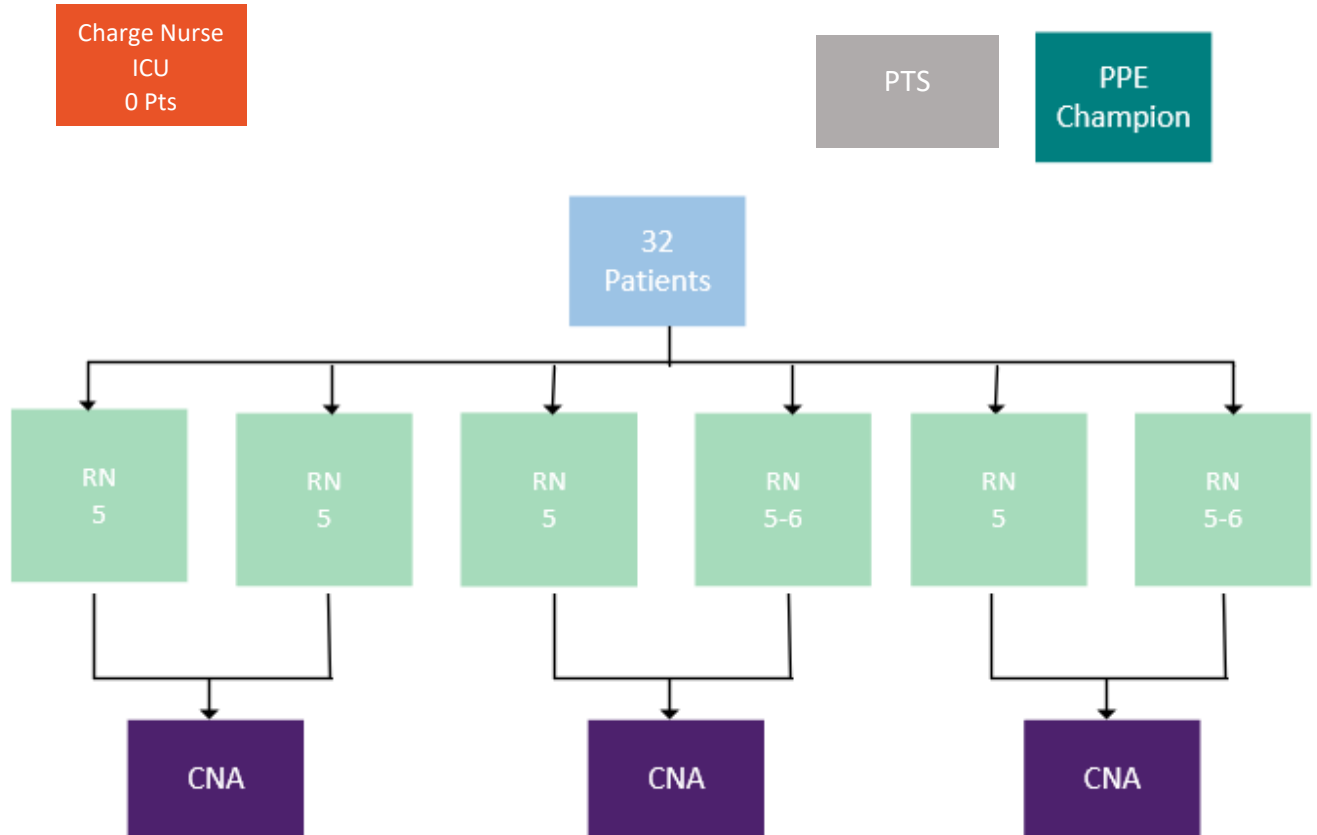 Charge Nurse
ICU
0 Pts
PTS
PPE
Champion
32
Patients
RN
5
RN
5
RN
5
RN
5-6
RN
5
RN
5-6
CNA
CNA
CNA